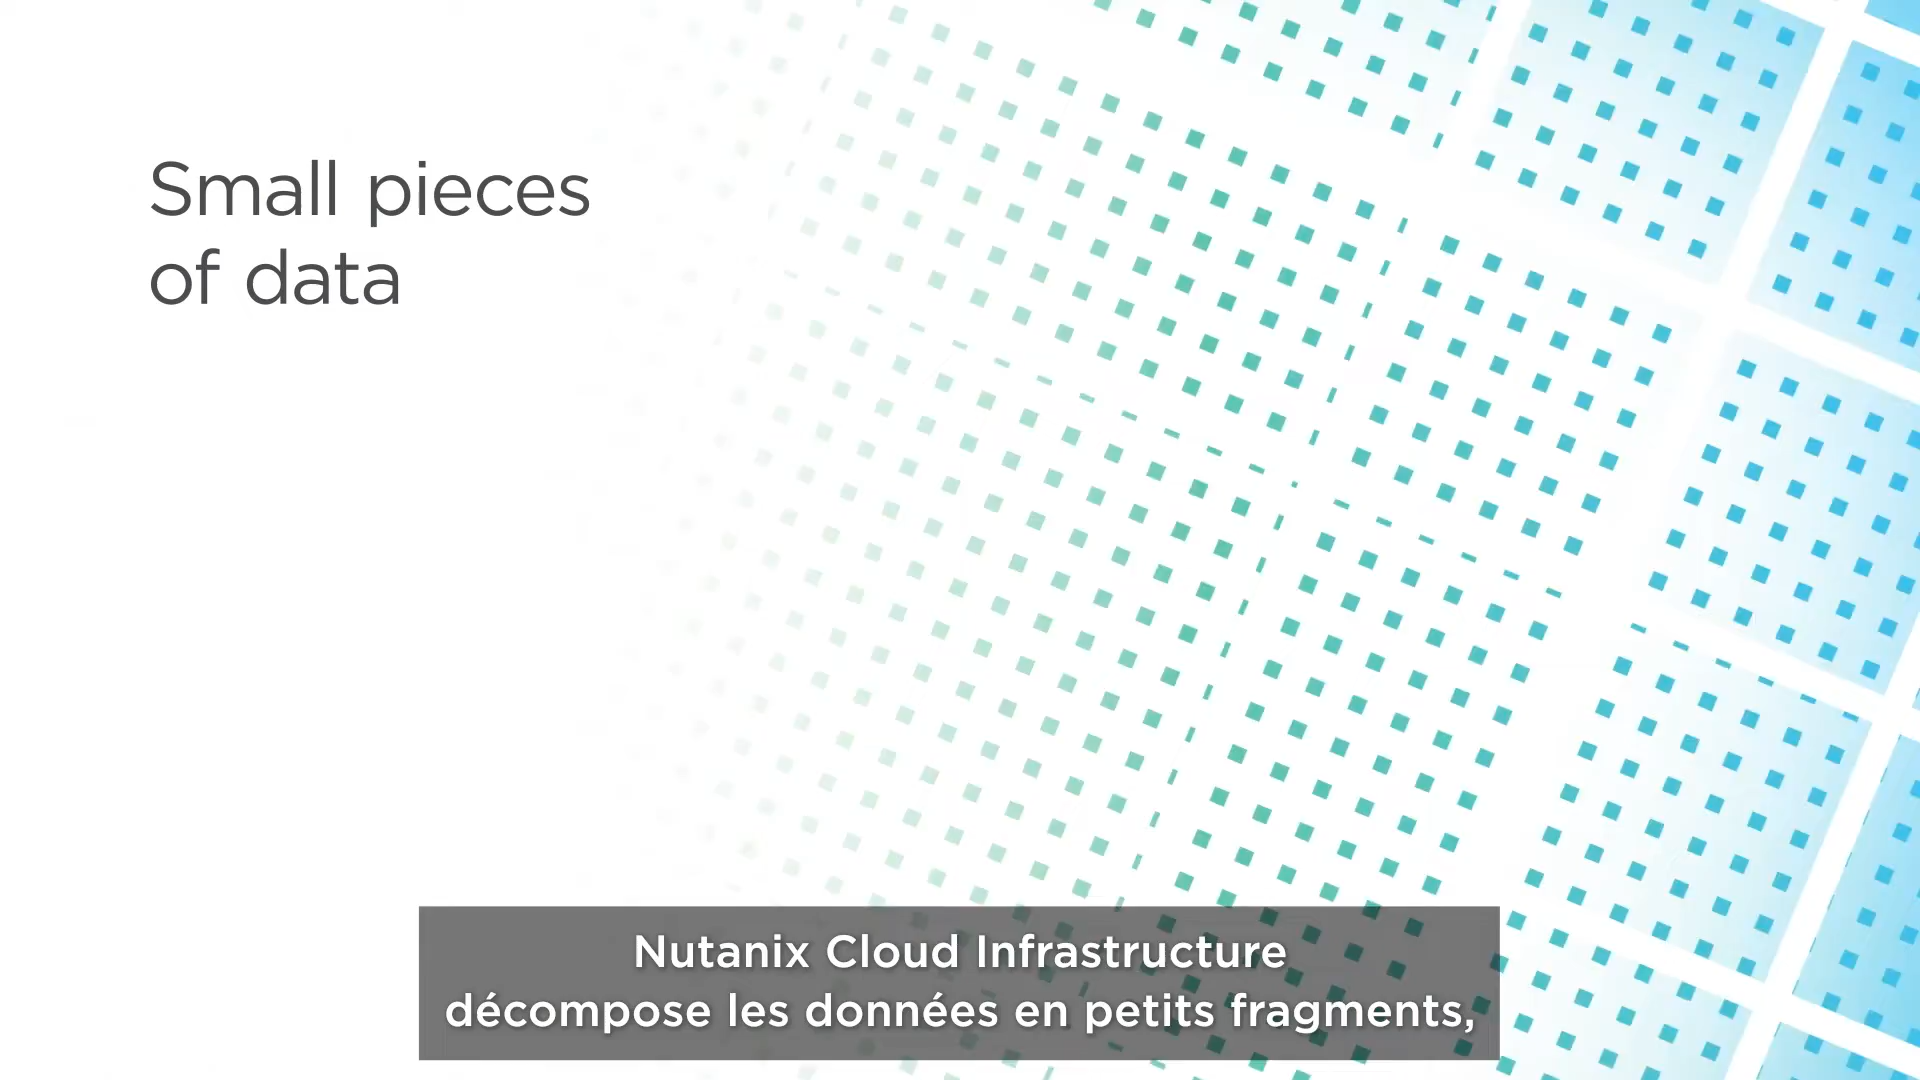 Small pieces
of data
Nutanix Cloud Infrastructure
décompose les données en petits fragments,